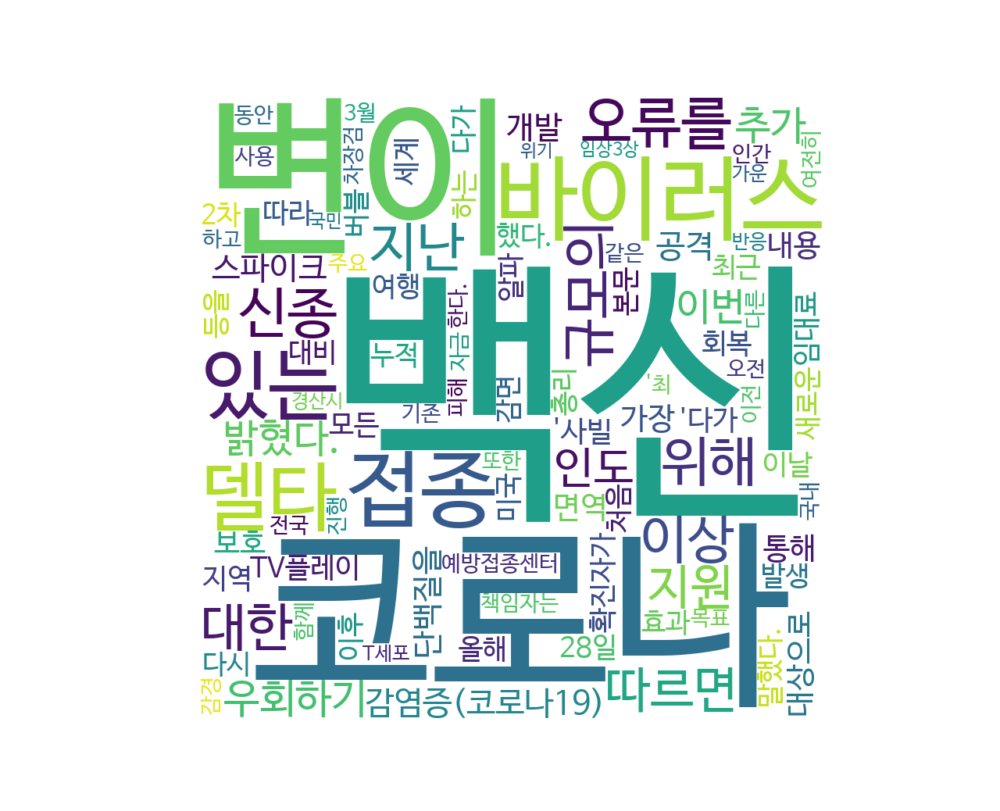 동안
변이
3월
다가
세계
개발
위기
오류를
임상3상
추가
인간
여전히
사용
차장검
바이러스
가운
2차
따라
국민
버블
하는
하고
지난
했다.
규모의
공격
반응
내용
스파이크
주요
여행
알파
같은
본문
최근
등을
신종
대비
누적
자금
한다.
백신
이번
다른
회복
오전
새로운
임대료
있는
경산시
기존
피해
감면
총리
'최
이전
밝혔다.
모든
'사빌
가장
'다가
델타
접종
또한
미국
인도
위해
이날
국내
면역
처음
전국
진행
보호
코로나
이상
통해
지역
TV플레이
단백질을
예방접종센터
확진자가
지원
발생
대한
함께
이후
T세포
올해
책임자는
28일
효과
목표
다시
말했다.
대상으로
감경
우회하기
감염증(코로나19)
따르면